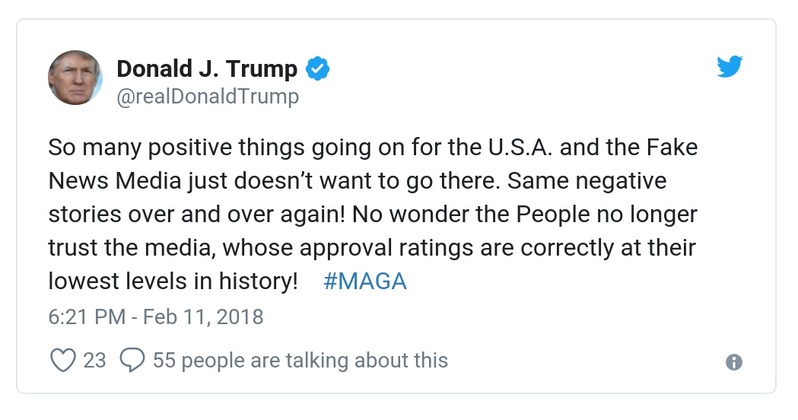 Donald J. Trump
@realDonaldTrump
So many positive things going on for the U.S.A. and the Fake
News Media just doesn’t want to go there. Same negative
stories over and over again! No wonder the People no longer
trust the media, whose approval ratings are correctly at their
lowest levels in history! #MAGA
6:21 PM - Feb 11, 2018
23 55 people are talking about this